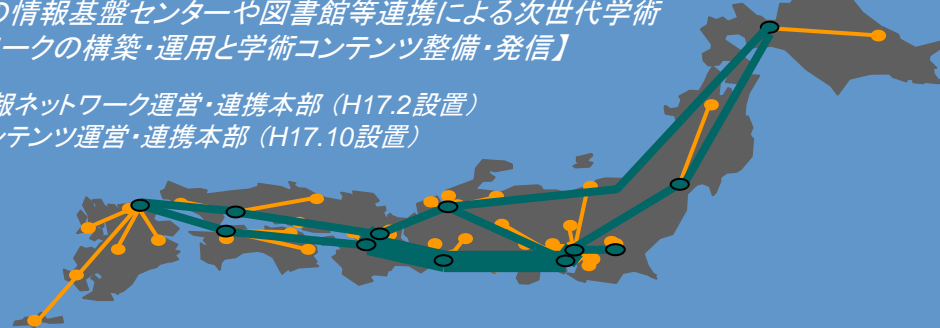 の情報基盤センターや図書館等連携による次世代学術
ワークの構築・運用と学術コンテンツ整備・発信】
報ネットワーク運営・連携本部（H17.2設置）
ンテンツ運営・連携本部（H17.10設置）